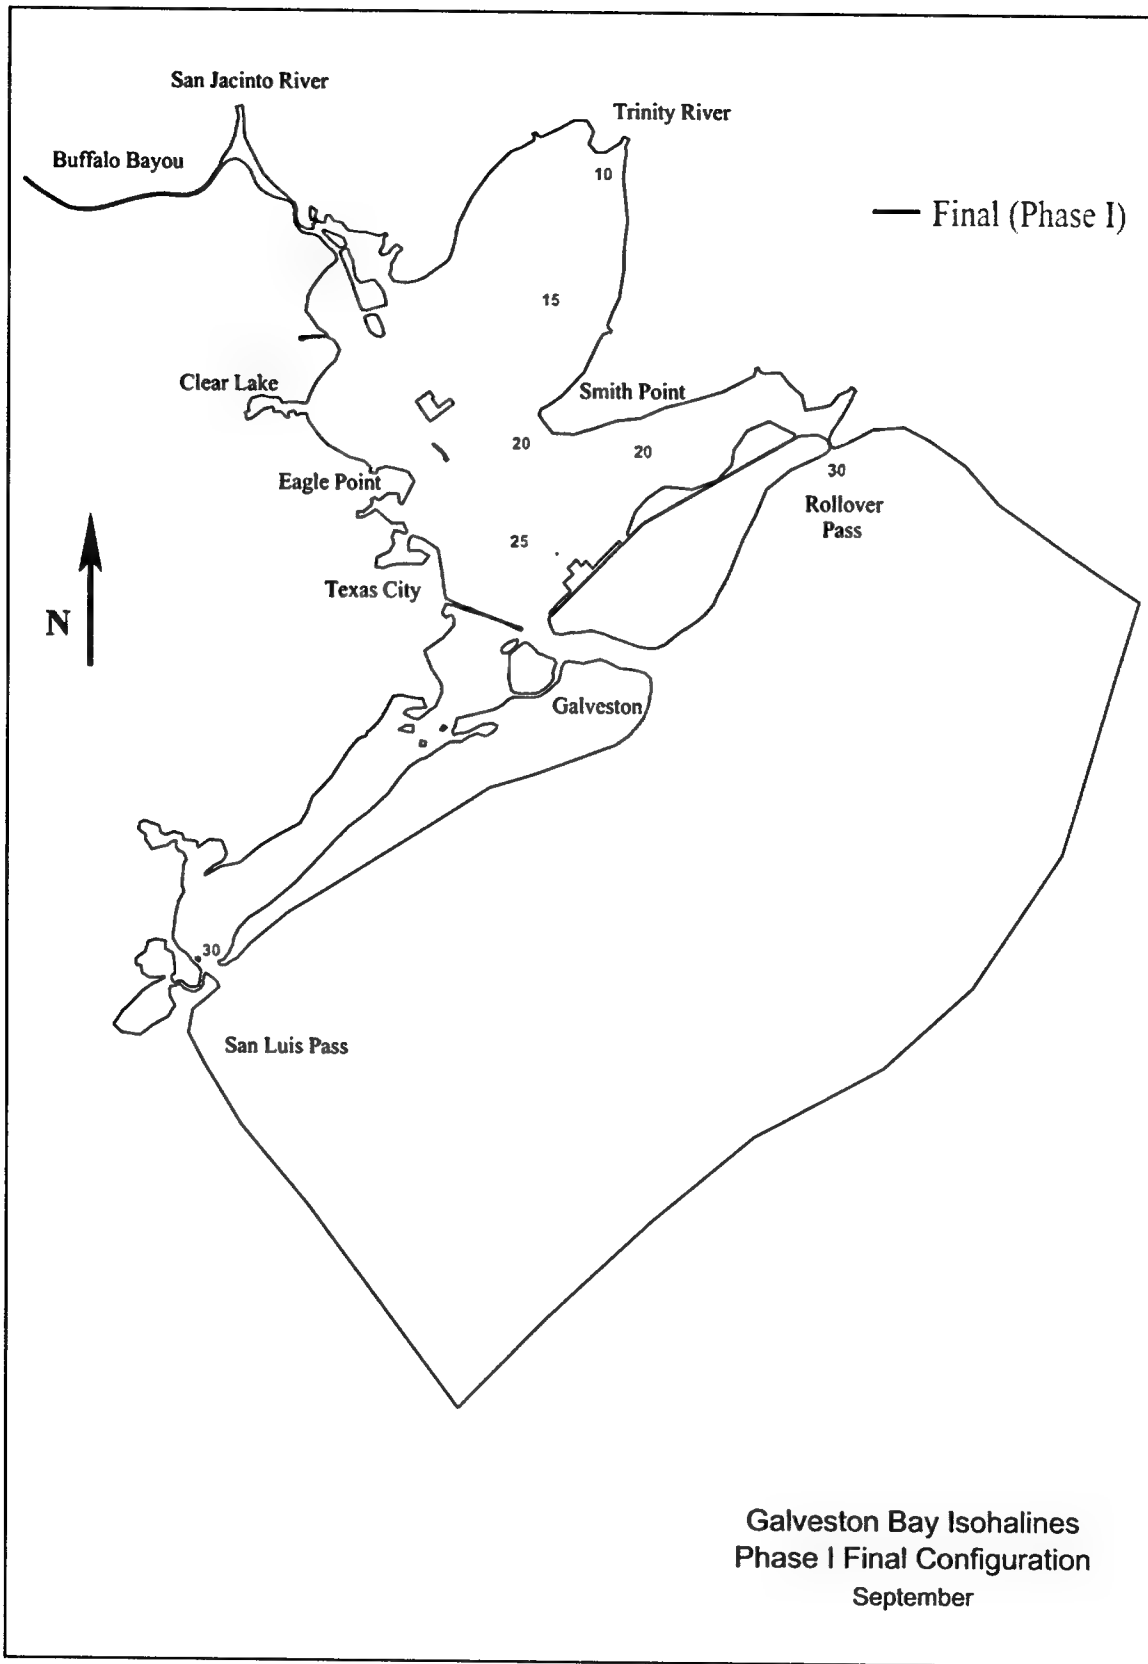 San Jacinto River
Trinity River
Buffalo Bayou
10
Final (Phase I)
15
Clear Lake
Smith Point
20
20
30
Eagle Point
Rollover
Pass
25
Texas City
N
Galveston
30
San Luis Pass
Galveston Bay Isohalines
Phase I Final Configuration
September